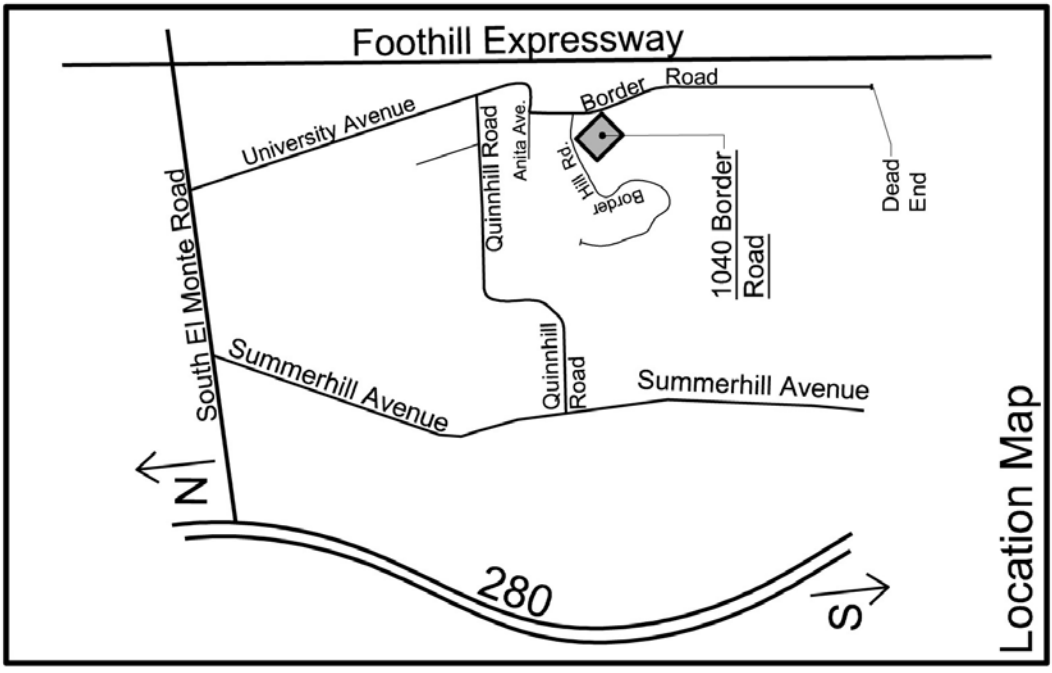 Foothill Expressway
Border Road
University Avenue
Anita Ave.
Quinnhill Road
Hill Rd.
Border
1040 Border
Road
Dead
End
South El Monte Road
Summerhill Avenue
Quinnhill
Road
Summerhill Avenue
N
280
S
Location Map